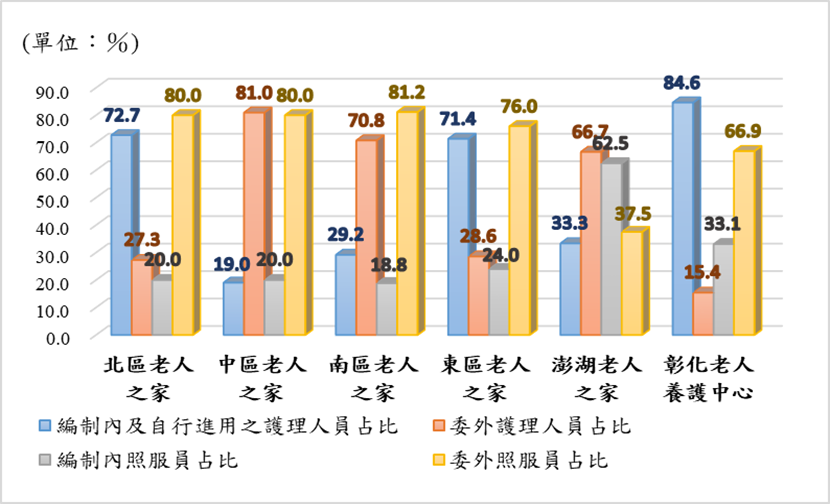 (單位：%)
90.0
80.0
70.0
60.0
50.0
40.0
30.0
20.0
10.0
0.0
72.7
27.3
20.0
80.0
19.0
81.0
20.0
80.0
29.2
70.8
18.8
81.2
71.4
28.6
24.0
76.0
33.3
66.7
62.5
37.5
84.6
15.4
33.1
66.9
北區老人
之家
中區老人
之家
南區老人
之家
東區老人
之家
澎湖老人
之家
彰化老人
養護中心
編制內及自行進用之護理人員占比
委外護理人員占比
編制內照服員占比
委外照服員占比